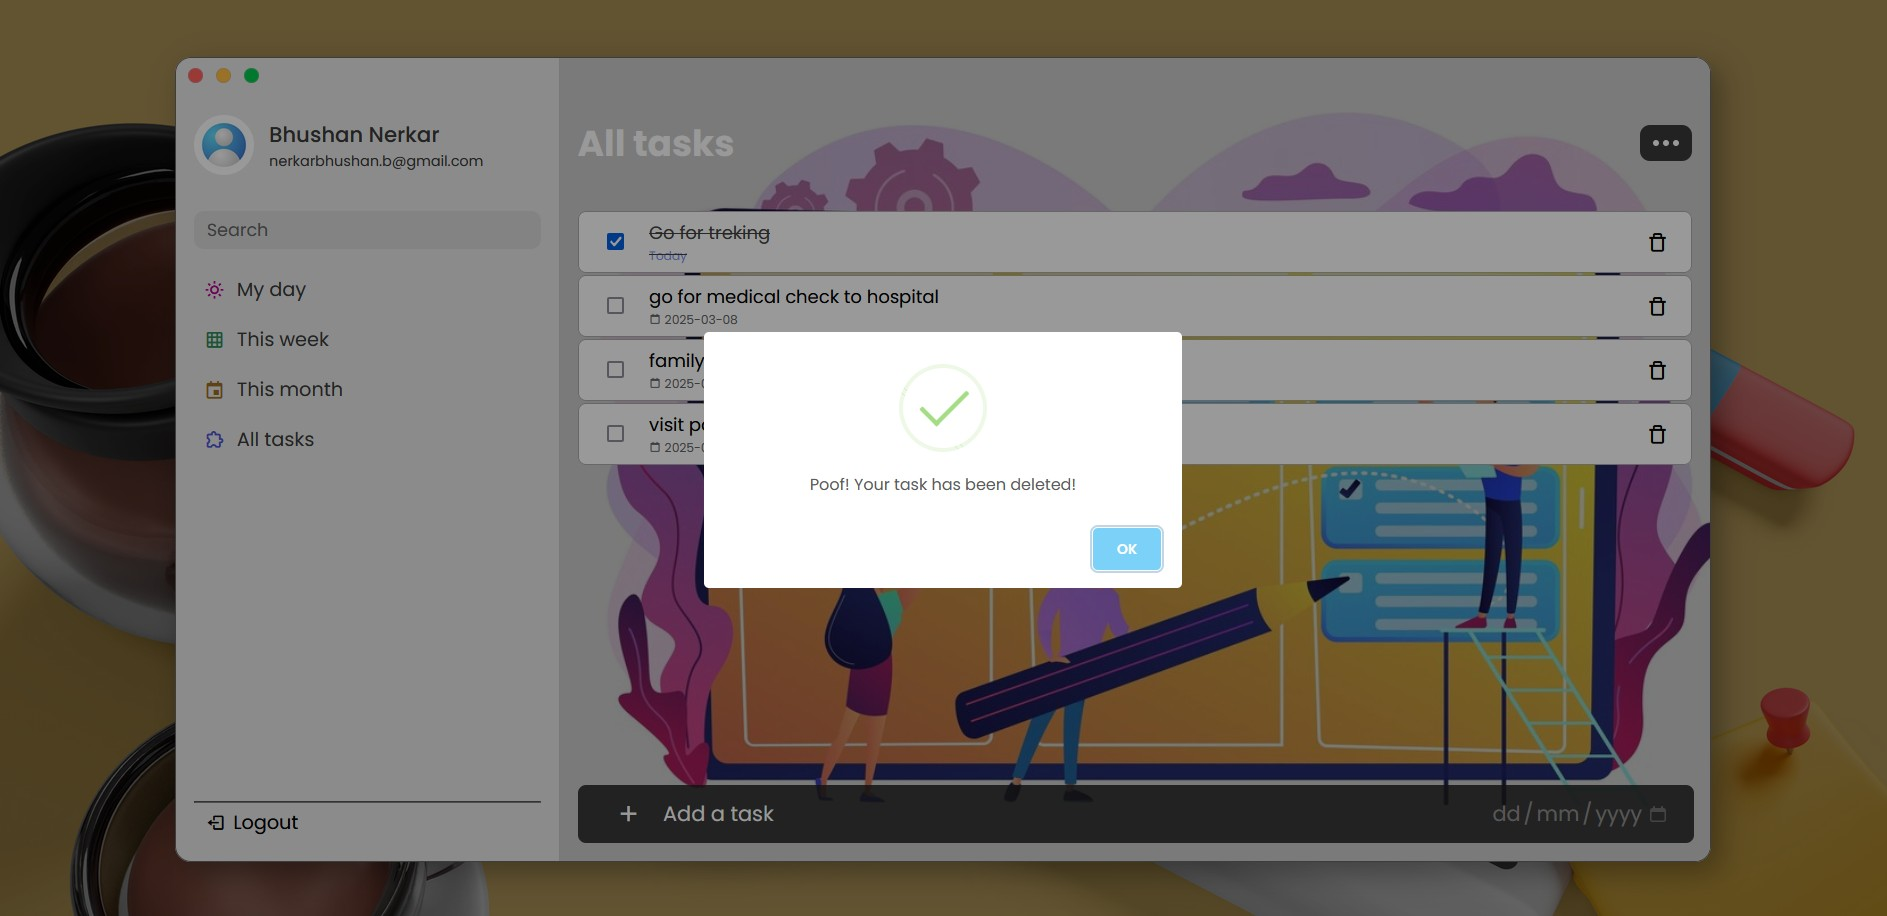 Bhushan Nerkar
nerkarbhushan.b@gmail.com
Search
My day
This week
This month
All tasks
Logout
All tasks
Go for treking
Today
go for medical check to hospital
2025-03-08
family
2025-
visit
2025-
Poof! Your task has been deleted!
OK
Add a task
dd/mm/yyyy